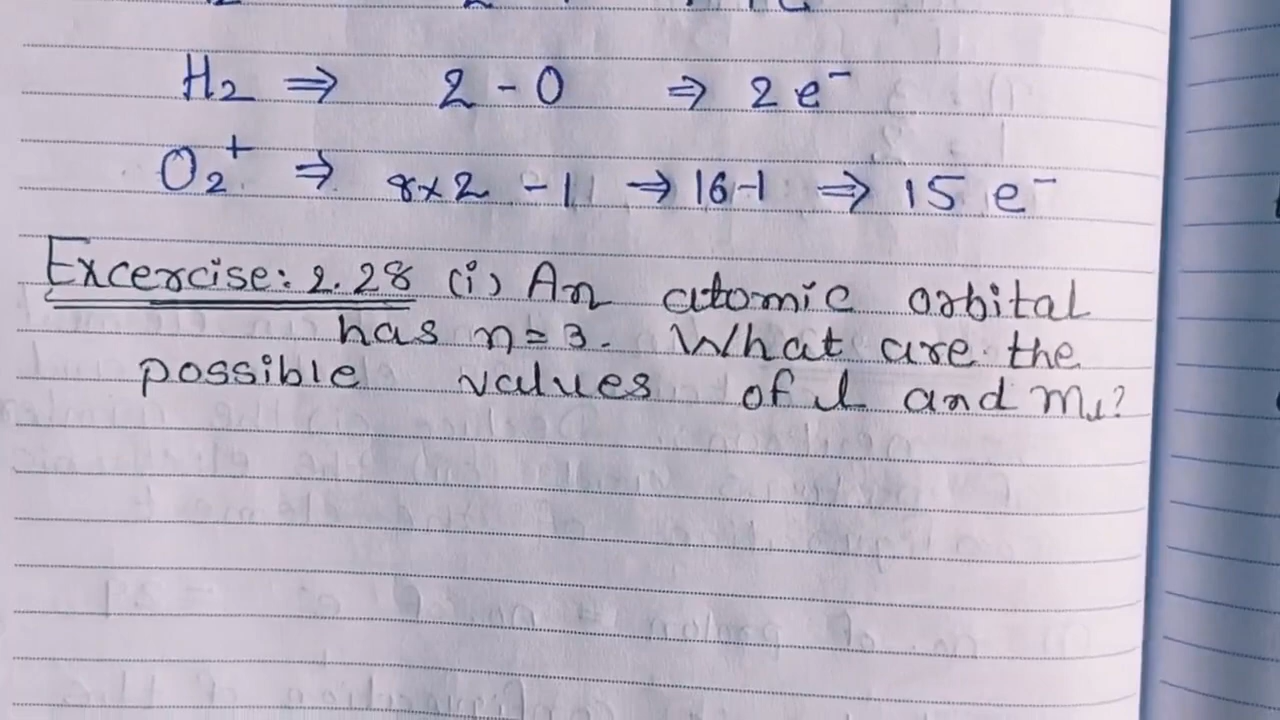 H₂ ⇒ 2 - 0 ⇒ 2 e⁻
O₂⁺ ⇒ 8×2 - 1 → 16-1 ⇒ 15 e⁻
Excercise: 2.28 (i) An atomic orbital
has n = 3. What are the
possible values of l and mₗ?